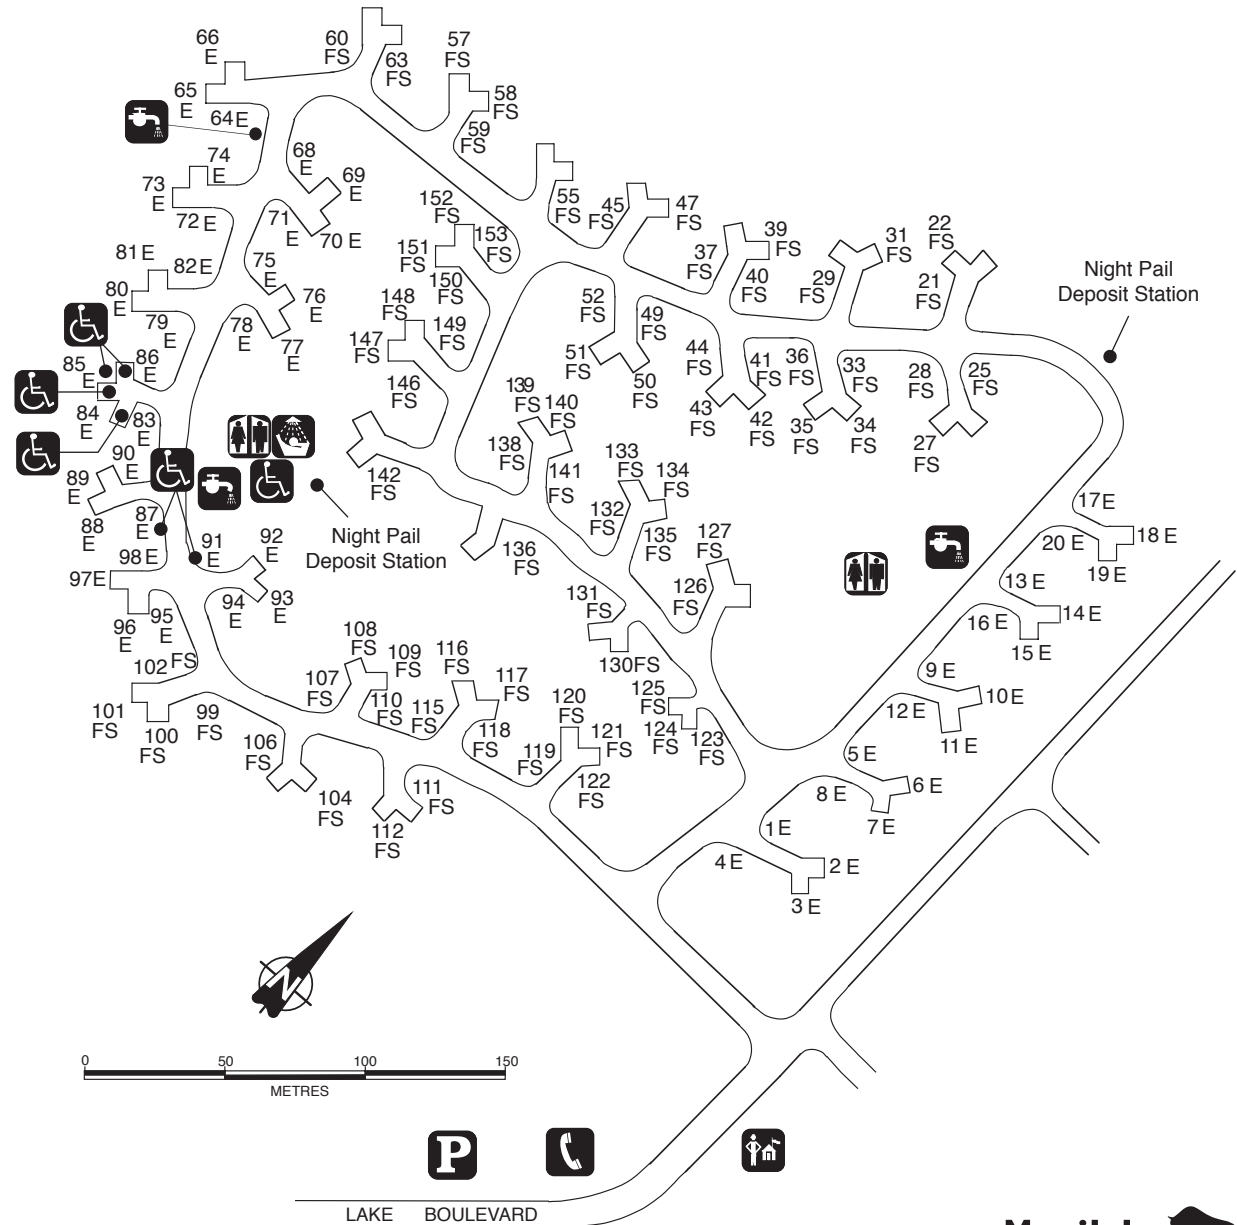 66
E
60
FS
57
FS
63
FS
65
E
58
FS
64 E
59
FS
74
E
68
E
69
E
73
E
72 E
71
E
70 E
152
FS
153
FS
55
FS
45
FS
47
FS
39
FS
22
FS
31
FS
37
FS
40
FS
29
FS
21
FS
Night Pail
Deposit Station
81 E
82 E
75
E
151
FS
150
FS
80
E
79
E
76
E
78
E
77
E
148
FS
149
FS
147
FS
146
FS
52
FS
49
FS
51
FS
50
FS
44
FS
41
FS
43
FS
42
FS
36
FS
33
FS
35
FS
34
FS
28
FS
25
FS
27
FS
85
E
86
E
84
E
83
E
139
FS
140
FS
138
FS
141
FS
142
FS
90
E
89
E
88
E
87
E
133
FS
134
FS
132
FS
135
FS
136
FS
127
FS
126
FS
Night Pail
Deposit Station
17 E
18 E
20 E
19 E
91
E
92
E
98 E
97 E
94
E
93
E
96
E
95
E
13 E
14 E
16 E
15 E
131
FS
130 FS
102
FS
101
FS
100
FS
99
FS
108
FS
109
FS
107
FS
110
FS
116
FS
117
FS
115
FS
118
FS
125
FS
124
FS
123
FS
9 E
10 E
12 E
11 E
120
FS
121
FS
119
FS
122
FS
106
FS
104
FS
111
FS
112
FS
5 E
6 E
8 E
7 E
1 E
2 E
4 E
3 E
N
0 50 100 150
METRES
P
LAKE BOULEVARD